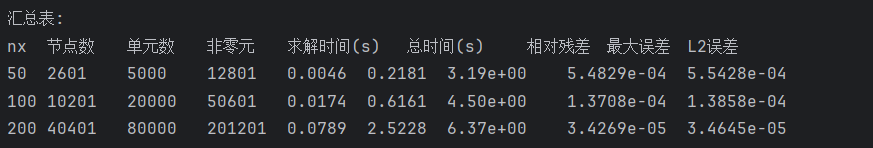 汇总表:
nx 节点数 单元数 非零元 求解时间(s) 总时间(s) 相对残差 最大误差 L2误差
50 2601 5000 12801 0.0046 0.2181 3.19e+00 5.4829e-04 5.5428e-04
100 10201 20000 50601 0.0174 0.6161 4.50e+00 1.3708e-04 1.3858e-04
200 40401 80000 201201 0.0789 2.5228 6.37e+00 3.4269e-05 3.4645e-05